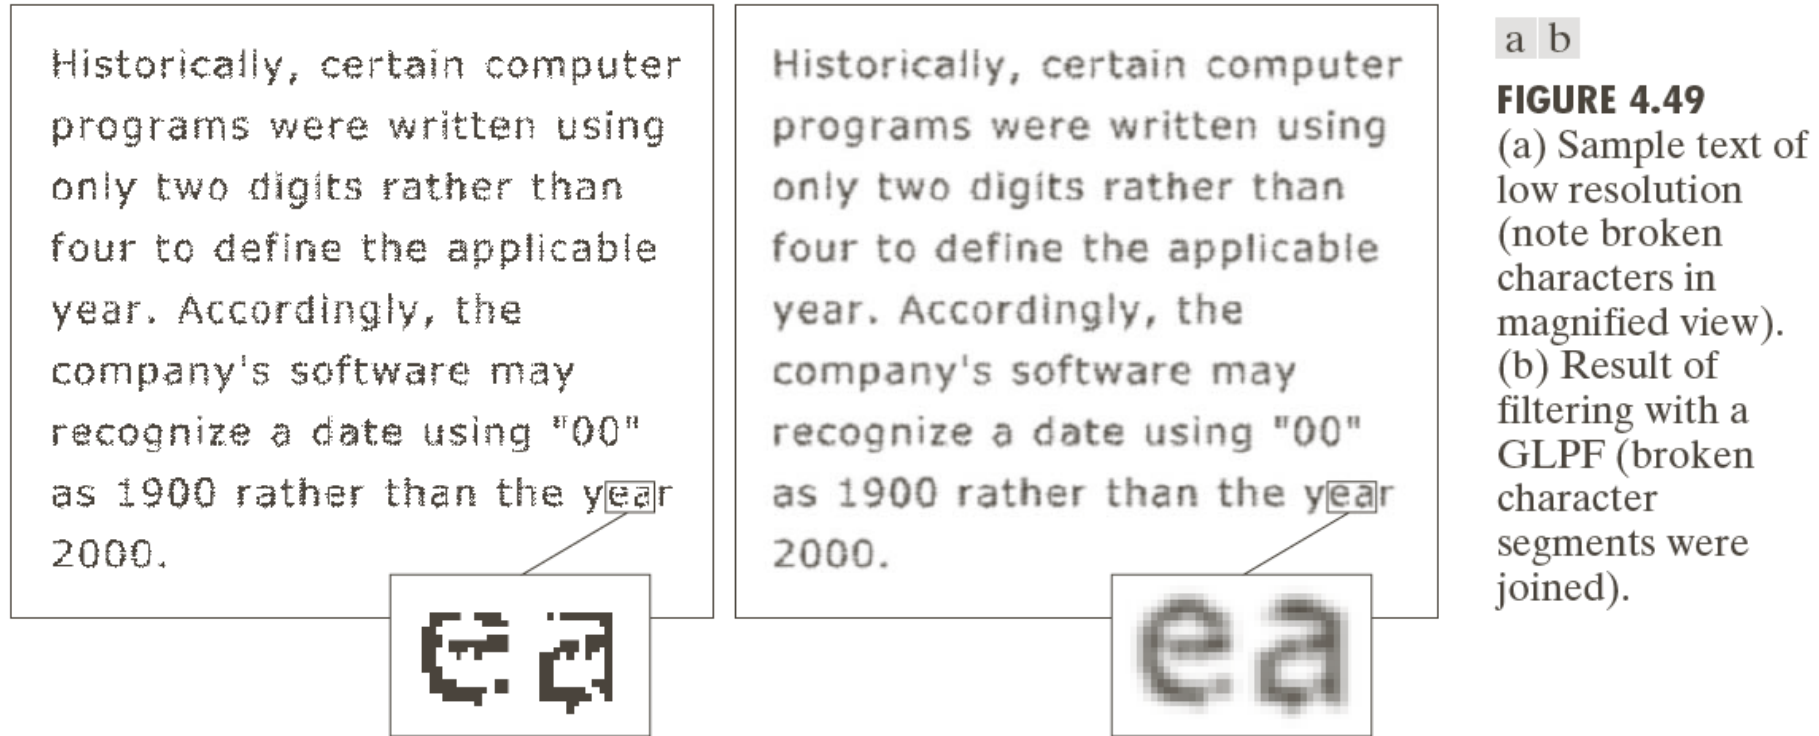 Historically, certain computer
programs were written using
only two digits rather than
four to define the applicable
year. Accordingly, the
company's software may
recognize a date using "00"
as 1900 rather than the year
2000.
ea
Historically, certain computer
programs were written using
only two digits rather than
four to define the applicable
year. Accordingly, the
company's software may
recognize a date using "00"
as 1900 rather than the year
2000.
ea
a b
FIGURE 4.49
(a) Sample text of
low resolution
(note broken
characters in
magnified view).
(b) Result of
filtering with a
GLPF (broken
character
segments were
joined).